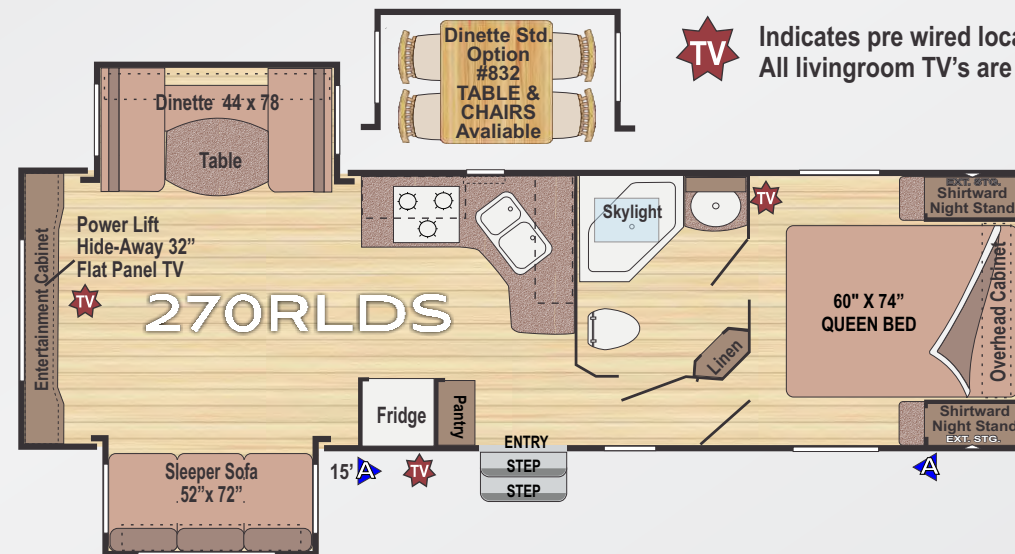 Dinette Std.
Option
#832
TABLE &
CHAIRS
Avaliable
TV
Indicates pre wired loca
All livingroom TV's are
Dinette 44 x 78
Table
Power Lift
Hide-Away 32”
Flat Panel TV
Entertainment Cabinet
TV
270RLDS
Skylight
TV
EXT. STG.
Shirtward
Night Stand
60" X 74”
QUEEN BED
Overhead Cabinet
Linen
Fridge
Pantry
Shirtward
Night Stand
EXT. STG.
ENTRY
STEP
STEP
Sleeper Sofa
52”x 72”
15'
A
TV
A